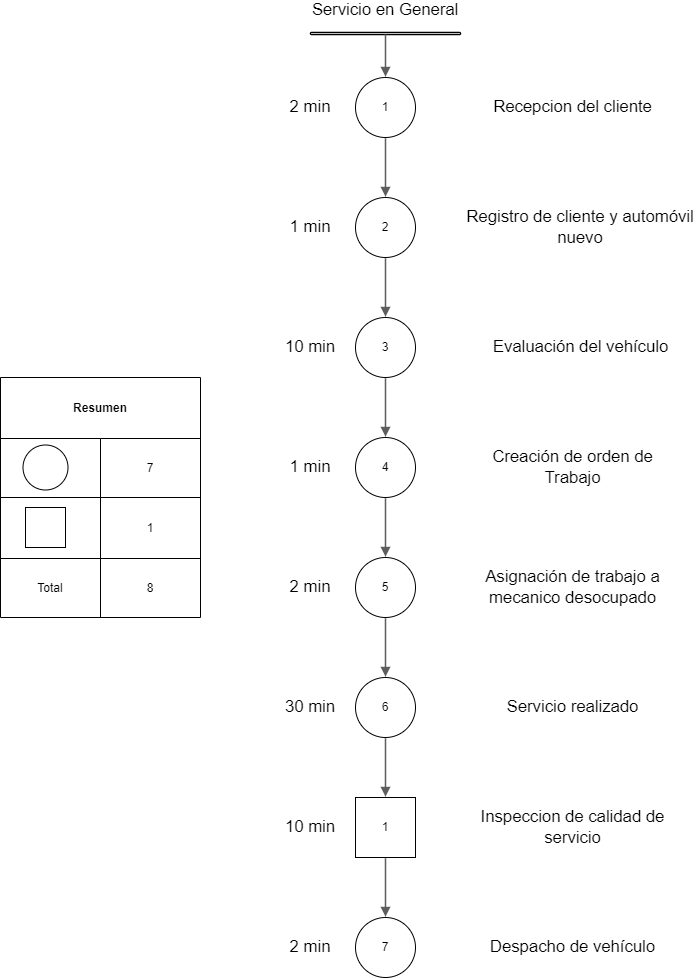 Servicio en General
2 min
1
Recepcion del cliente
1 min
2
Registro de cliente y automóvil
nuevo
10 min
3
Evaluación del vehículo
1 min
4
Creación de orden de
Trabajo
2 min
5
Asignación de trabajo a
mecanico desocupado
30 min
6
Servicio realizado
10 min
1
Inspeccion de calidad de
servicio
2 min
7
Despacho de vehículo
Resumen
7
1
Total
8